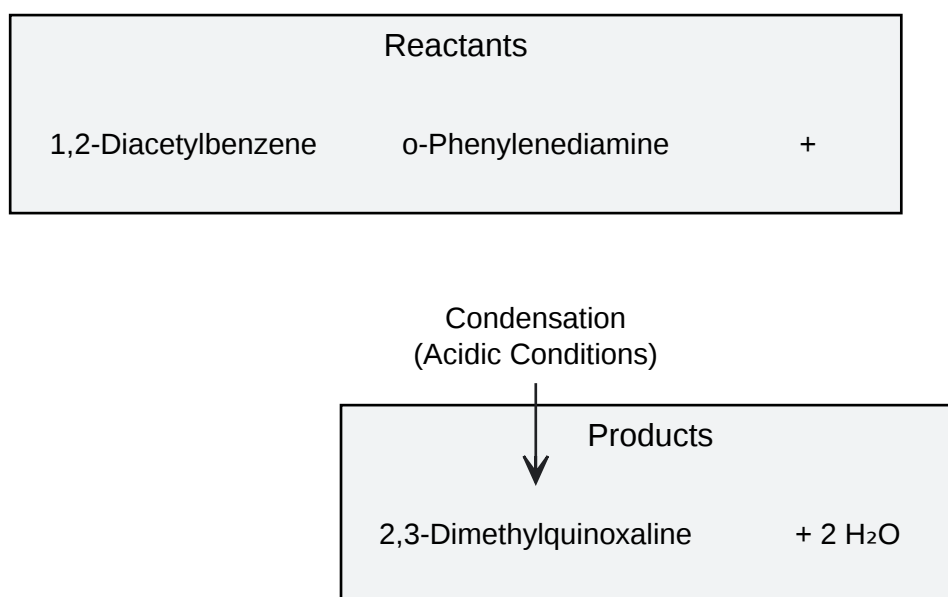 Reactants
1,2-Diacetylbenzene o-Phenylenediamine +
Condensation
(Acidic Conditions)
Products
2,3-Dimethylquinoxaline + 2 H₂O